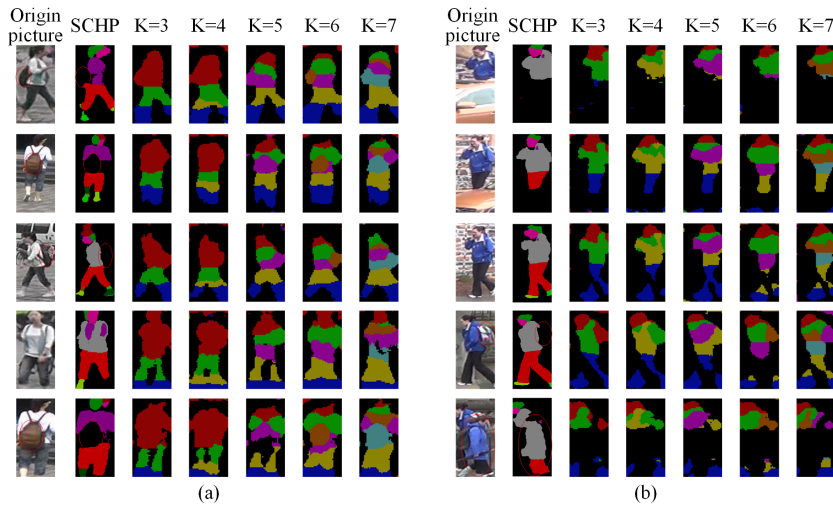 Origin picture SCHP K=3 K=4 K=5 K=6 K=7
Origin picture SCHP K=3 K=4 K=5 K=6 K=7
(a)
(b)